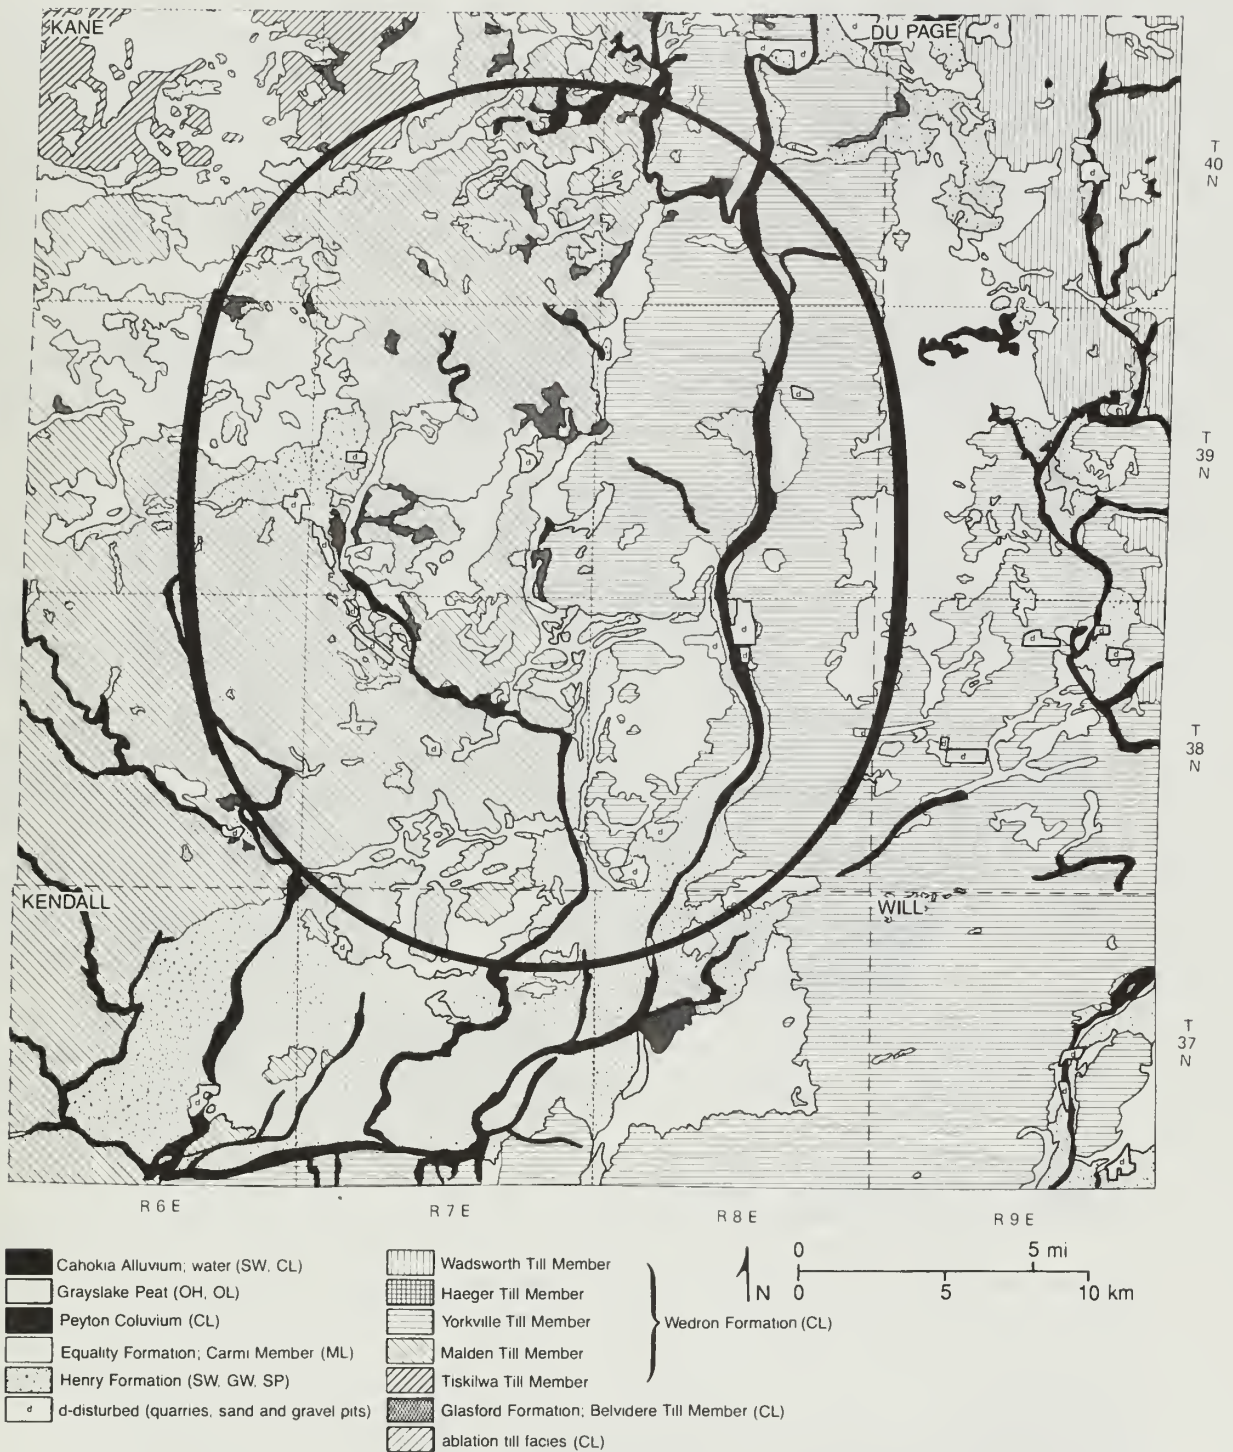 KANE
DU PAGE
T
40
N
T
39
N
T
38
N
KENDALL
WILL
T
37
N
R 6 E
R 7 E
R 8 E
R 9 E
Cahokia Alluvium; water (SW, CL)
Grayslake Peat (OH, OL)
Peyton Coluvium (CL)
Equality Formation; Carmi Member (ML)
Henry Formation (SW, GW, SP)
d d-disturbed (quarries, sand and gravel pits)
Wadsworth Till Member
Haeger Till Member
Yorkville Till Member
Malden Till Member
Tiskilwa Till Member
Wedron Formation (CL)
Glasford Formation; Belvidere Till Member (CL)
ablation till facies (CL)
N
0 5 mi
0 5 10 km